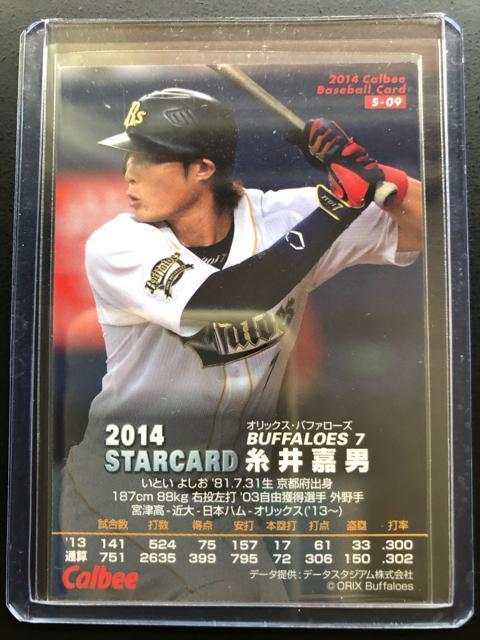 2014 Calbee
Baseball Card
S-09
Bs
Buffaloes
2014
STARCARD
オリックス・バファローズ
BUFFALOES 7
糸井嘉男
いとい よしお '81.7.31生 京都府出身
187cm 88kg 右投左打 '03自由獲得選手 外野手
宮津高-近大-日本ハム-オリックス('13〜)
試合数 打数 得点 安打 本塁打 打点 盗塁 打率
'13 141 524 75 157 17 61 33 .300
通算 751 2635 399 795 72 306 150 .302
Calbee
データ提供:データスタジアム株式会社
© ORIX Buffaloes